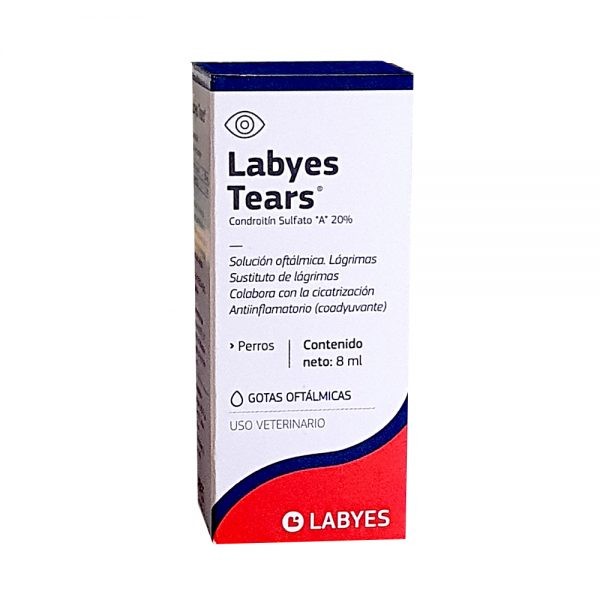 Labyes
Tears®
Condroitín Sulfato "A" 20%
Solución oftálmica. Lágrimas
Sustituto de lágrimas
Colabora con la cicatrización
Antiinflamatorio (coadyuvante)
› Perros
Contenido
neto: 8 ml
GOTAS OFTÁLMICAS
USO VETERINARIO
LABYES